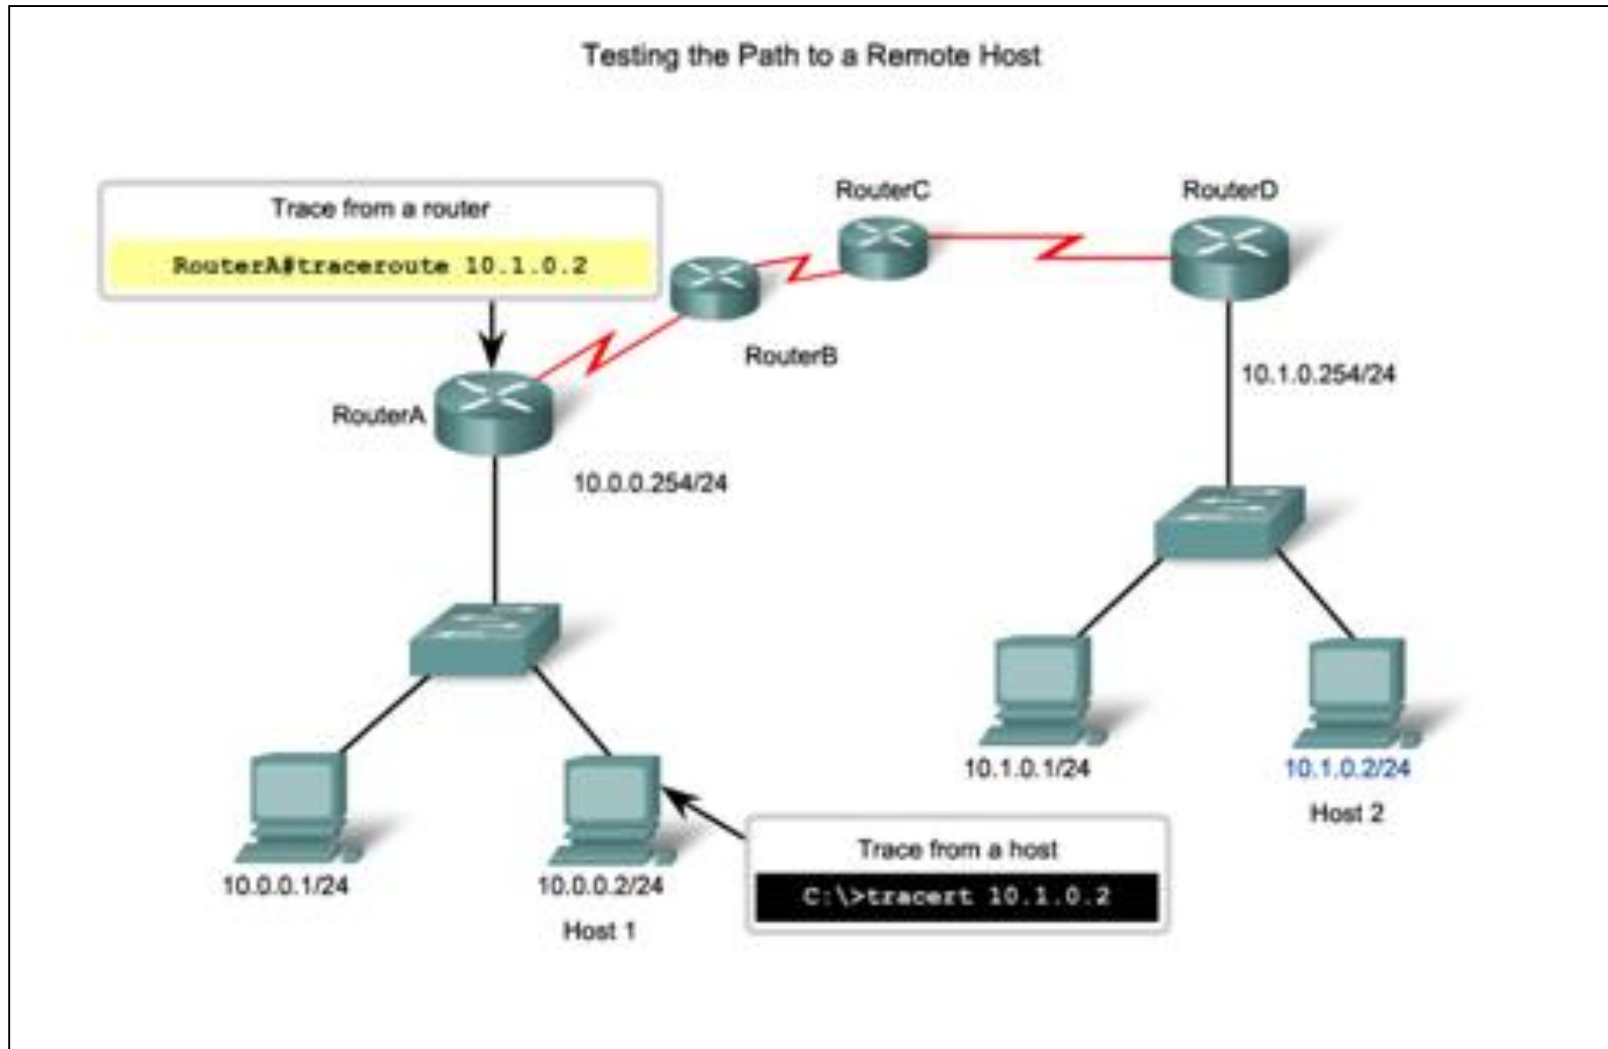 Testing the Path to a Remote Host
Trace from a router
RouterA#traceroute 10.1.0.2
RouterC
RouterD
RouterB
RouterA
10.1.0.254/24
10.0.0.254/24
10.1.0.1/24
10.1.0.2/24
Host 2
Trace from a host
C:\>tracert 10.1.0.2
10.0.0.1/24
10.0.0.2/24
Host 1